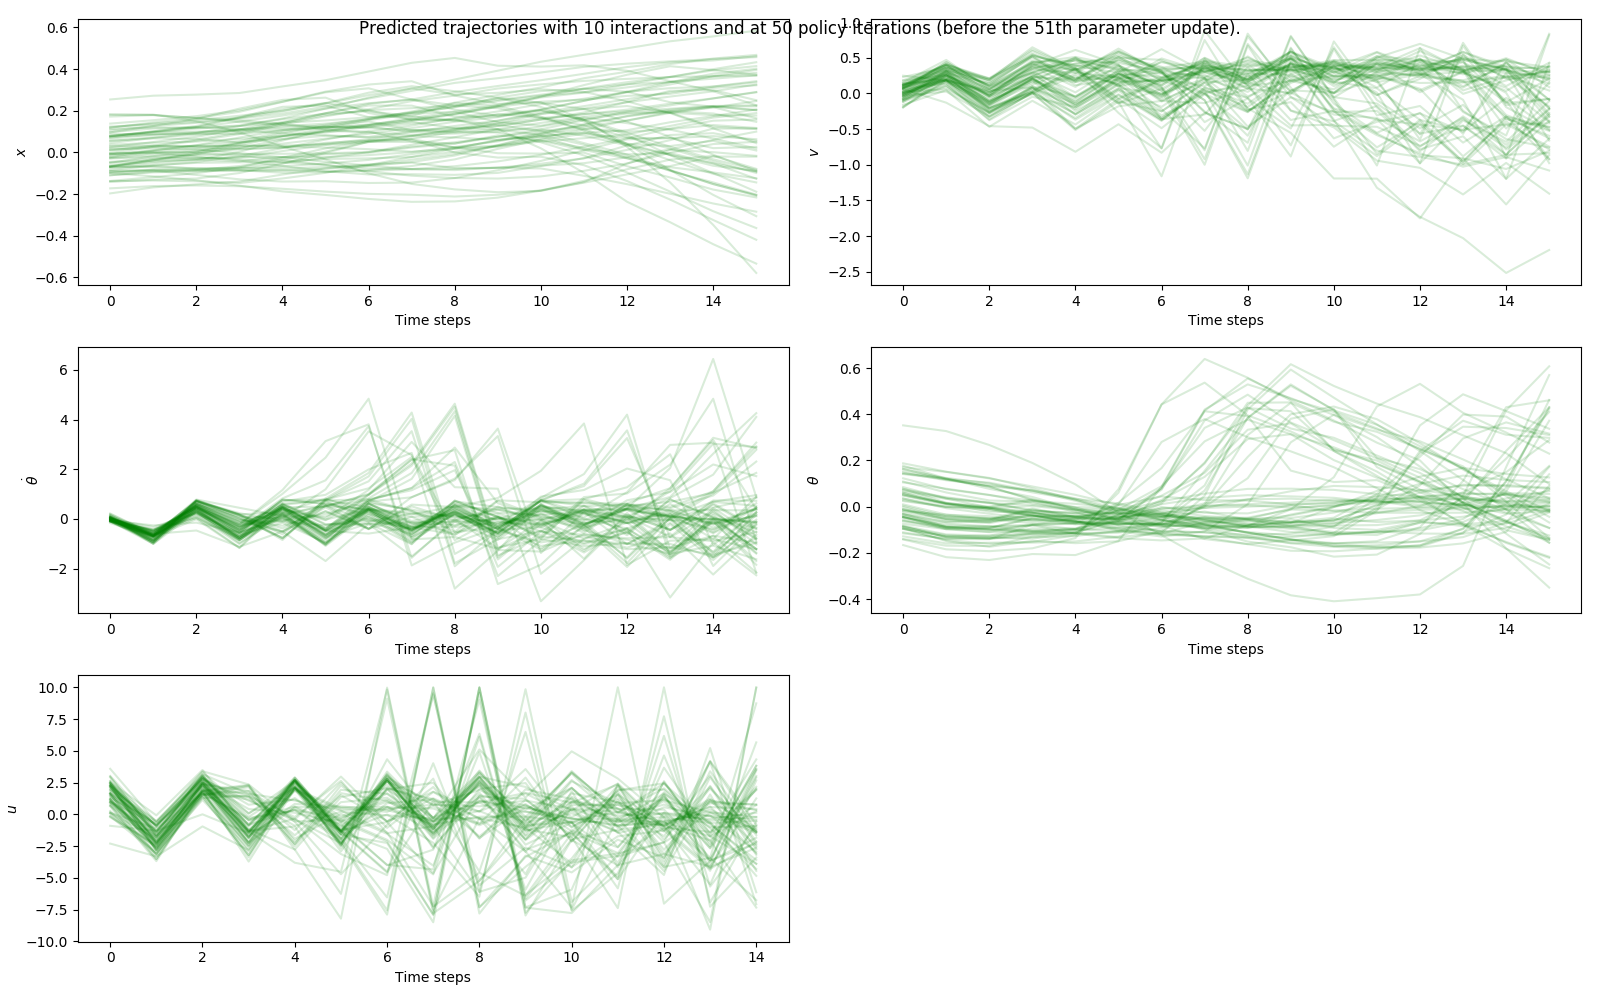 Predicted trajectories with 10 interactions and at 50 policy iterations (before the 51th parameter update).
0.6
0.4
0.2
0.0
−0.2
−0.4
−0.6
x
0 2 4 6 8 10 12 14
Time steps
1.0
0.5
0.0
−0.5
−1.0
−1.5
−2.0
−2.5
v
0 2 4 6 8 10 12 14
Time steps
6
4
2
0
−2
θ̇
0 2 4 6 8 10 12 14
Time steps
0.6
0.4
0.2
0.0
−0.2
−0.4
θ
0 2 4 6 8 10 12 14
Time steps
10.0
7.5
5.0
2.5
0.0
−2.5
−5.0
−7.5
−10.0
u
0 2 4 6 8 10 12 14
Time steps